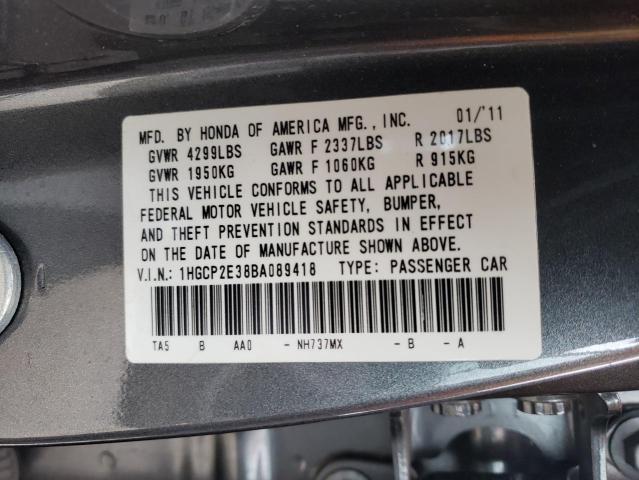 MFD. BY HONDA OF AMERICA MFG., INC. 01/'11
GVWR 4299LBS GAWR F 2337LBS R 2017LBS
GVWR 1950KG GAWR F 1060KG R 915KG
THIS VEHICLE CONFORMS TO ALL APPLICABLE
FEDERAL MOTOR VEHICLE SAFETY, BUMPER,
AND THEFT PREVENTION STANDARDS IN EFFECT
ON THE DATE OF MANUFACTURE SHOWN ABOVE.
V.I.N.: 1HGCP2E38BA089418 TYPE: PASSENGER CAR
TA5 B AA0 - NH737MX - B - A